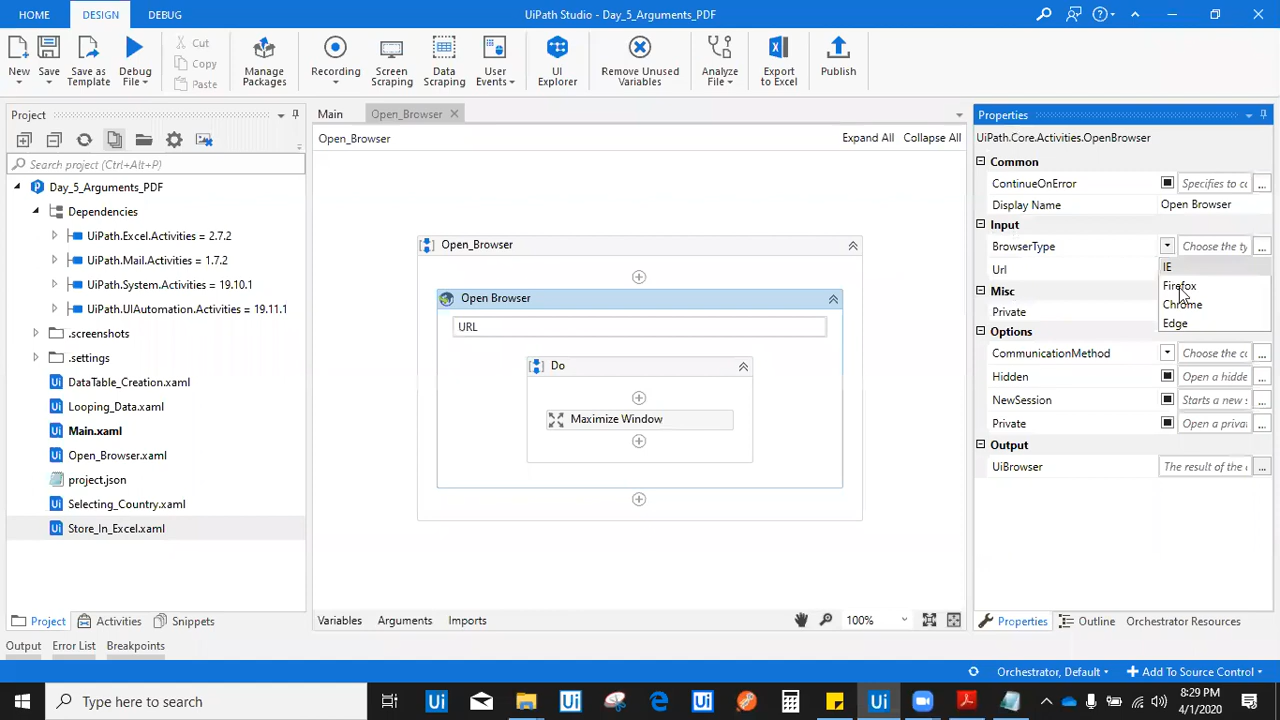 HOME DESIGN DEBUG UiPath Studio - Day_5_Arguments_PDF
New Save Save as Template Debug File Cut Copy Paste Manage Packages Recording Screen Scraping Data Scraping User Events UI Explorer Remove Unused Variables Analyze File Export to Excel Publish
Project
Search project (Ctrl+Alt+P)
Day_5_Arguments_PDF
Dependencies
UiPath.Excel.Activities = 2.7.2
UiPath.Mail.Activities = 1.7.2
UiPath.System.Activities = 19.10.1
UiPath.UIAutomation.Activities = 19.11.1
.screenshots
.settings
DataTable_Creation.xaml
Looping_Data.xaml
Main.xaml
Open_Browser.xaml
project.json
Selecting_Country.xaml
Store_In_Excel.xaml
Project Activities Snippets
Main Open_Browser
Open_Browser Expand All Collapse All
Open_Browser
Open Browser
URL
Do
Maximize Window
Variables Arguments Imports 100%
Properties
UiPath.Core.Activities.OpenBrowser
Common
ContinueOnError Specifies to co ...
Display Name Open Browser
Input
BrowserType Choose the ty ...
Url
IE
Firefox
Chrome
Edge
Misc
Private
Options
CommunicationMethod Choose the co ...
Hidden Open a hidde ...
NewSession Starts a new s ...
Private Open a privat ...
Output
UiBrowser The result of the ...
Properties Outline Orchestrator Resources
Output Error List Breakpoints
Orchestrator, Default Add To Source Control
Type here to search
8:29 PM
4/1/2020